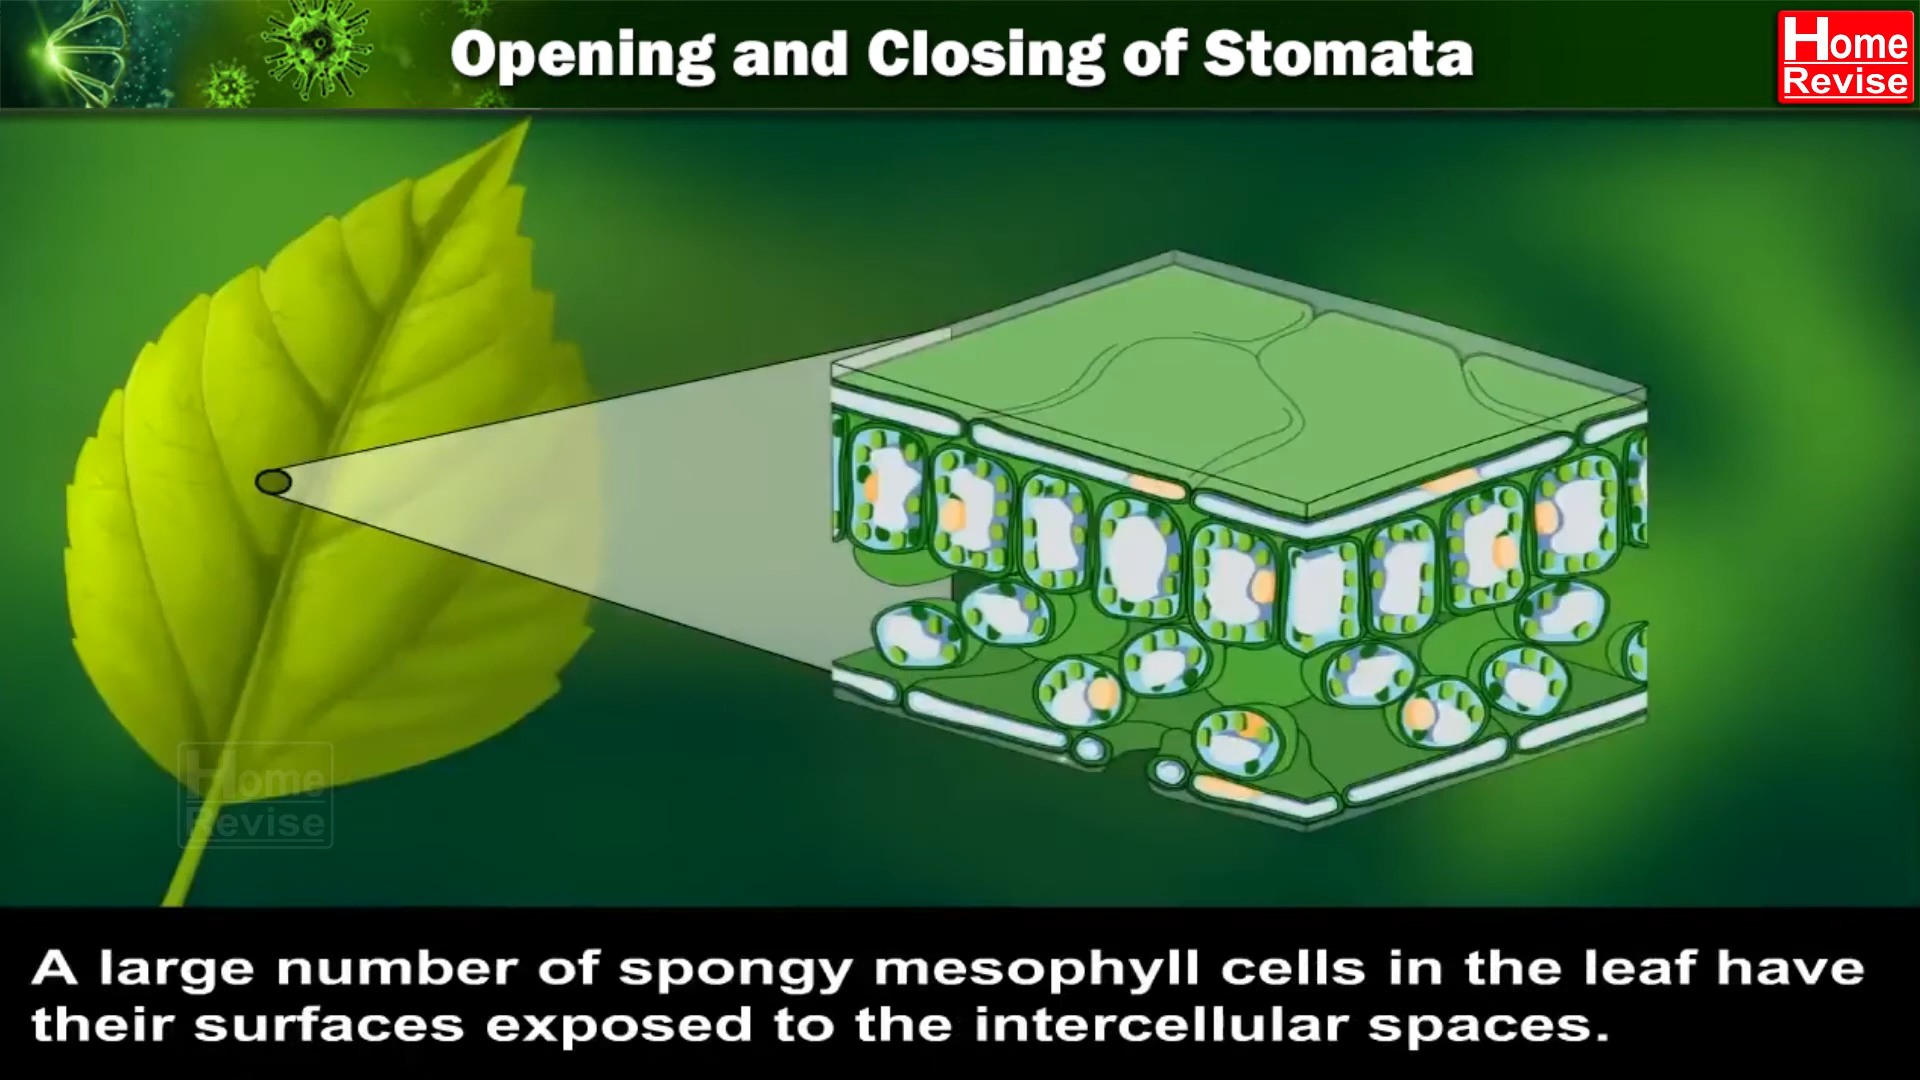 Opening and Closing of Stomata
Home
Revise
Home
Revise
A large number of spongy mesophyll cells in the leaf have
their surfaces exposed to the intercellular spaces.